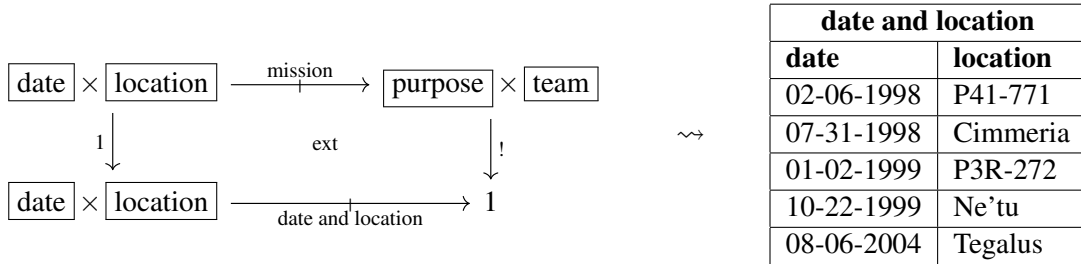 date × location mission purpose × team
1 ext !
date × location date and location 1
⇝
date and location
date location
02-06-1998 P41-771
07-31-1998 Cimmeria
01-02-1999 P3R-272
10-22-1999 Ne'tu
08-06-2004 Tegalus